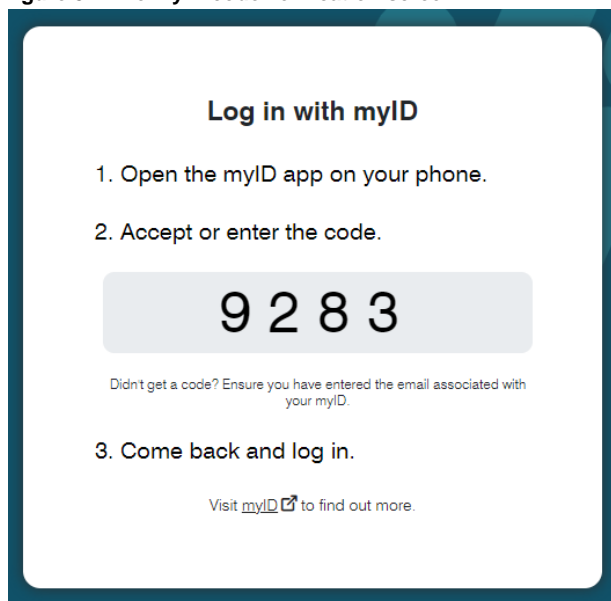 Log in with myID
1. Open the myID app on your phone.
2. Accept or enter the code.
9 2 8 3
Didn't get a code? Ensure you have entered the email associated with
your myID.
3. Come back and log in.
Visit myID to find out more.